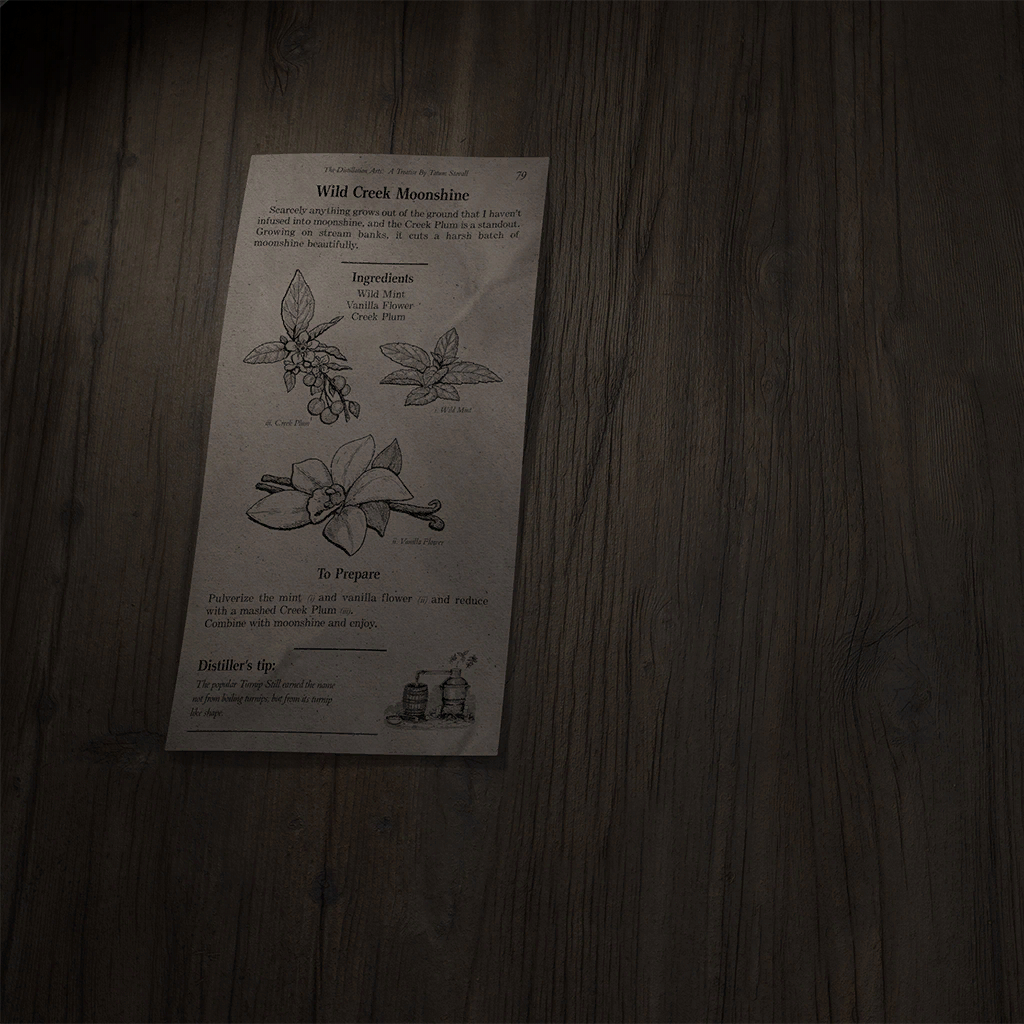 The Distillation Arts: A Treatise By Tatum Stovall
79
Wild Creek Moonshine
Scarcely anything grows out of the ground that I haven't
infused into moonshine, and the Creek Plum is a standout.
Growing on stream banks, it cuts a harsh batch of
moonshine beautifully.
Ingredients
Wild Mint
Vanilla Flower
Creek Plum
i. Wild Mint
iii. Creek Plum
ii. Vanilla Flower
To Prepare
Pulverize the mint (i) and vanilla flower (ii) and reduce
with a mashed Creek Plum (iii).
Combine with moonshine and enjoy.
Distiller's tip:
The popular Turnip Still earned the name
not from boiling turnips, but from its turnip
like shape.